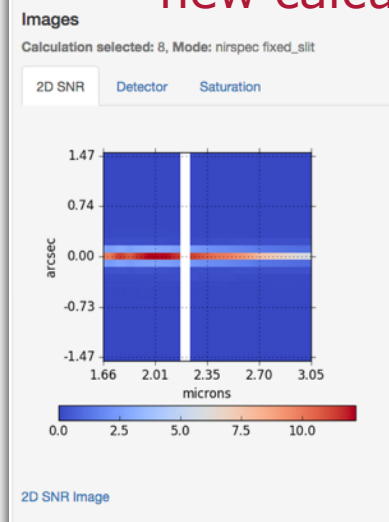 new calcu
Images
Calculation selected: 8, Mode: nirspec fixed_slit
2D SNR Detector Saturation
1.47
0.74
0.00
-0.73
-1.47
arcsec
1.66 2.01 2.35 2.70 3.05
microns
0.0 2.5 5.0 7.5 10.0
2D SNR Image